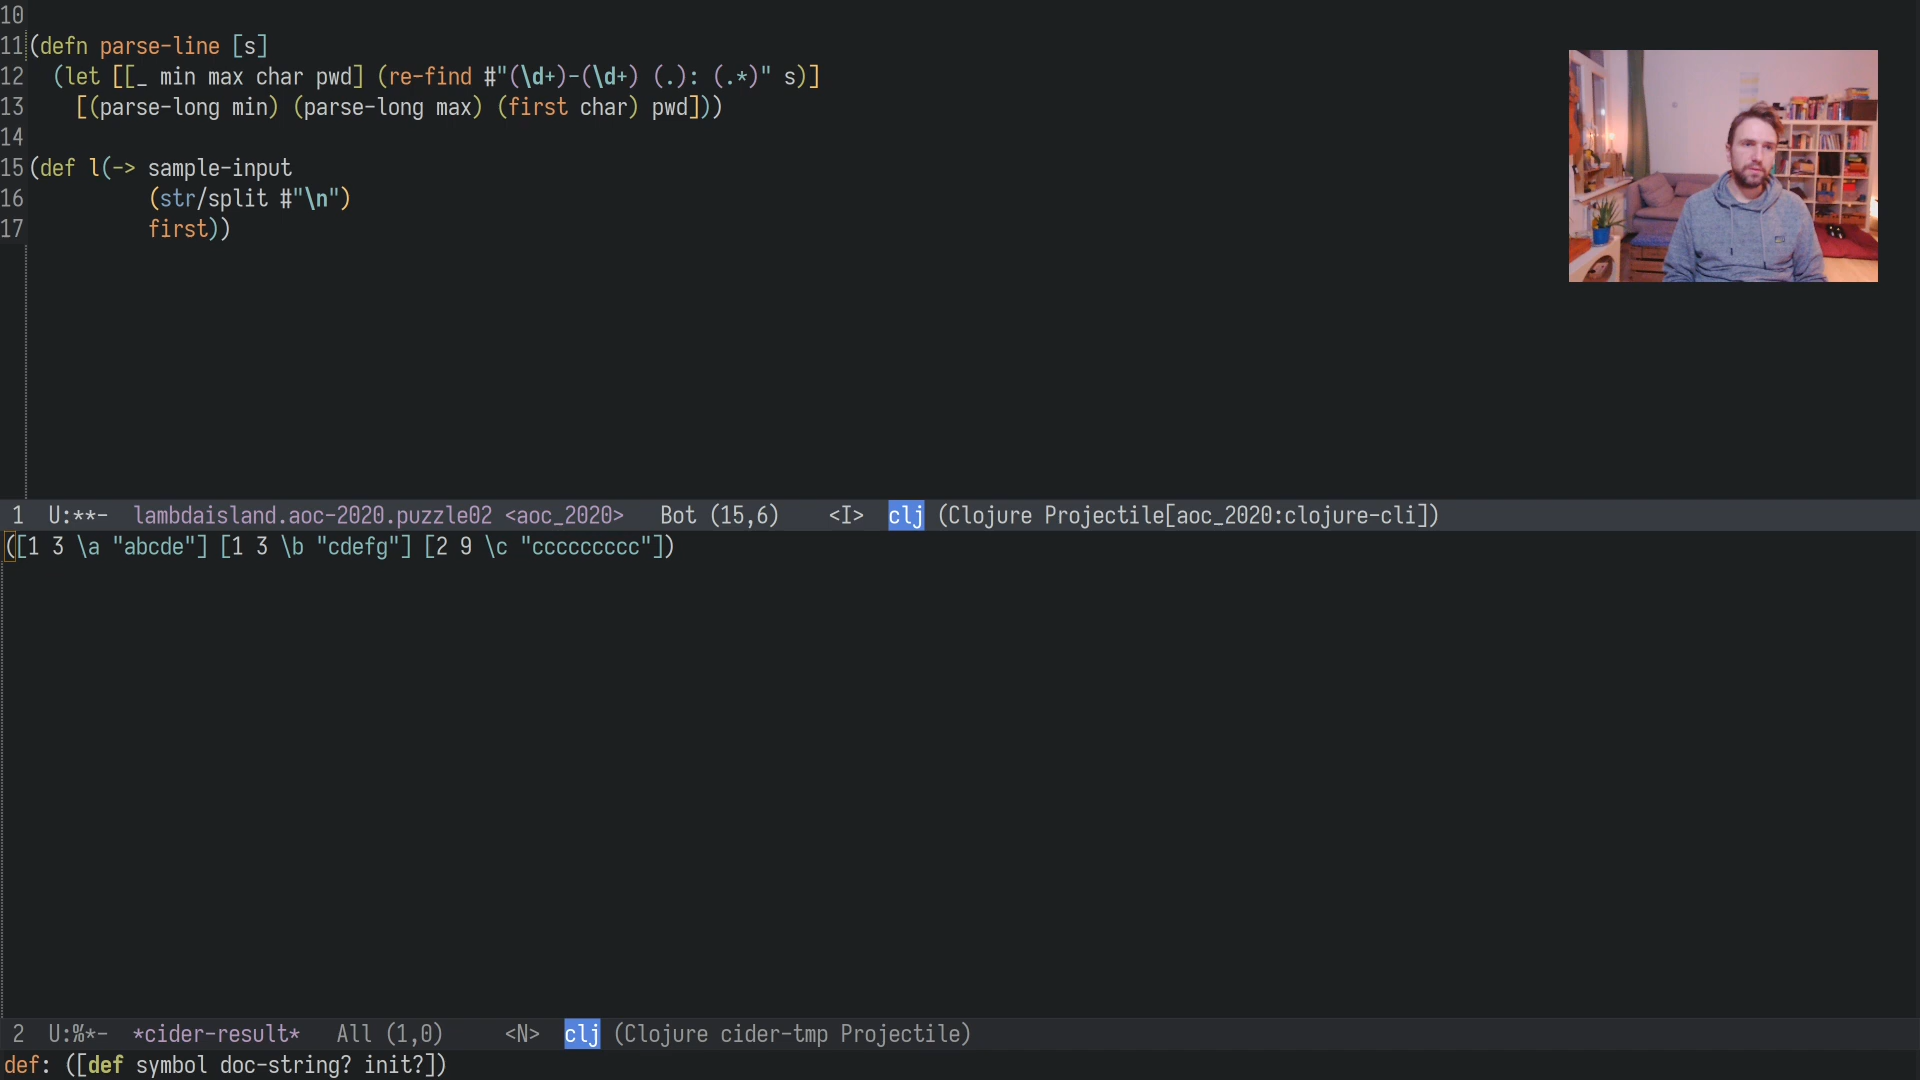 10
11 (defn parse-line [s]
12   (let [[_ min max char pwd] (re-find #"(\d+)-(\d+) (.): (.*)" s)]
13     [(parse-long min) (parse-long max) (first char) pwd]))
14
15 (def l(-> sample-input
16           (str/split #"\n")
17           first))
1  U:**-  lambdaisland.aoc-2020.puzzle02 <aoc_2020>   Bot (15,6)    <I>  clj (Clojure Projectile[aoc_2020:clojure-cli])
([1 3 \a "abcde"] [1 3 \b "cdefg"] [2 9 \c "ccccccccc"])
2  U:%*-  *cider-result*   All (1,0)     <N>  clj (Clojure cider-tmp Projectile)
def: ([def symbol doc-string? init?])